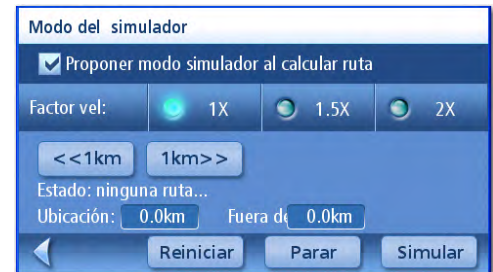 Modo del simulador
Proponer modo simulador al calcular ruta
Factor vel: 1X 1.5X 2X
<<1km 1km>>
Estado: ninguna ruta...
Ubicación: 0.0km Fuera de 0.0km
Reiniciar Parar Simular